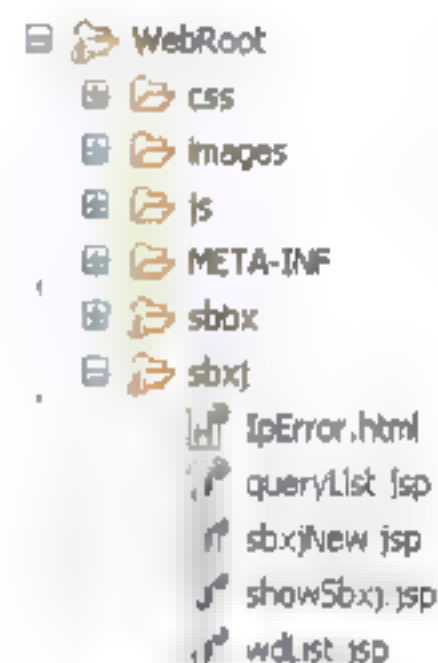 WebRoot
css
images
js
META-INF
sbbx
sbxj
IpError.html
queryList.jsp
sbxjNew.jsp
showSbxj.jsp
wdList.jsp